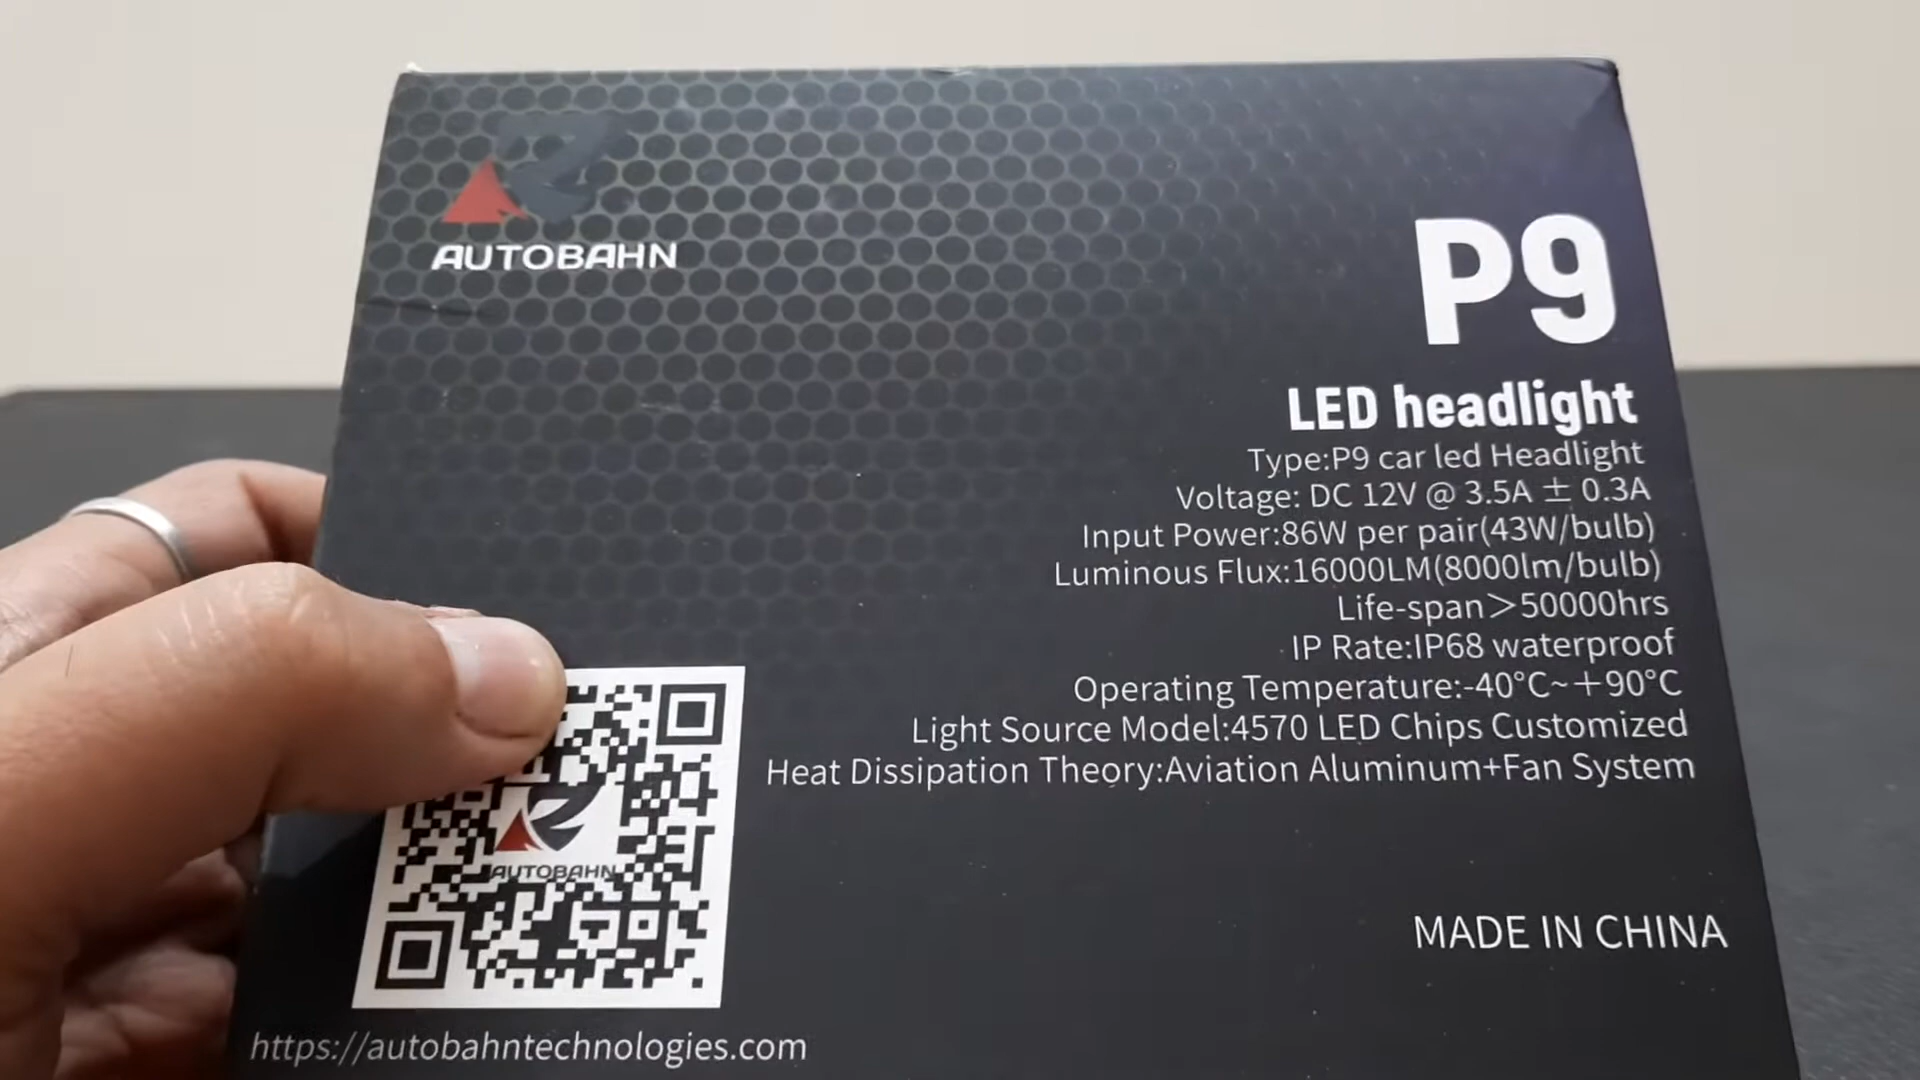 AUTOBAHN
P9
LED headlight
Type:P9 car led Headlight
Voltage: DC 12V @ 3.5A ± 0.3A
Input Power:86W per pair(43W/bulb)
Luminous Flux:16000LM(8000lm/bulb)
Life-span>50000hrs
IP Rate:IP68 waterproof
Operating Temperature:-40°C~+90°C
Light Source Model:4570 LED Chips Customized
Heat Dissipation Theory:Aviation Aluminum+Fan System
AUTOBAHN
MADE IN CHINA
https://autobahntechnologies.com